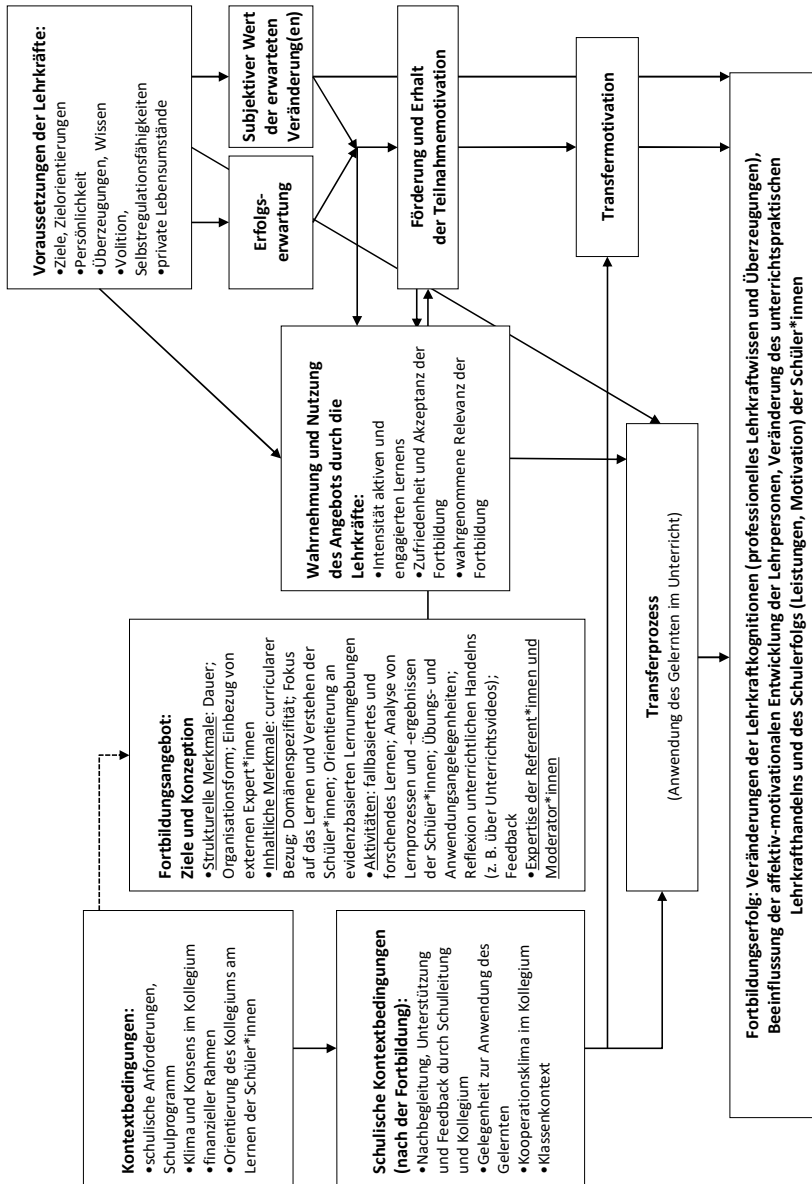 Kontextbedingungen:
•schulische Anforderungen,
Schulprogramm
•Klima und Konsens im Kollegium
•finanzieller Rahmen
•Orientierung des Kollegiums am
Lernen der Schüler*innen
Fortbildungsangebot:
Ziele und Konzeption
•Strukturelle Merkmale: Dauer;
Organisationsform; Einbezug von
externen Expert*innen
•Inhaltliche Merkmale: curricularer
Bezug; Domänenspezifität; Fokus
auf das Lernen und Verstehen der
Schüler*innen; Orientierung an
evidenzbasierten Lernumgebungen
•Aktivitäten: fallbasiertes und
forschendes Lernen; Analyse von
Lernprozessen und -ergebnissen
der Schüler*innen; Übungs- und
Anwendungsangelegenheiten;
Reflexion unterrichtlichen Handelns
(z. B. über Unterrichtsvideos);
Feedback
•Expertise der Referent*innen und
Moderator*innen
Voraussetzungen der Lehrkräfte:
•Ziele, Zielorientierungen
•Persönlichkeit
•Überzeugungen, Wissen
•Volition,
Selbstregulationsfähigkeiten
•private Lebensumstände
Erfolgs-
erwartung
Subjektiver Wert
der erwarteten
Veränderung(en)
Wahrnehmung und Nutzung
des Angebots durch die
Lehrkräfte:
•Intensität aktiven und
engagierten Lernens
•Zufriedenheit und Akzeptanz der
Fortbildung
•wahrgenommene Relevanz der
Fortbildung
Förderung und Erhalt
der Teilnahmemotivation
Schulische Kontextbedingungen
(nach der Fortbildung):
•Nachbegleitung, Unterstützung
und Feedback durch Schulleitung
und Kollegium
•Gelegenheit zur Anwendung des
Gelernten
•Kooperationsklima im Kollegium
•Klassenkontext
Transferprozess
(Anwendung des Gelernten im Unterricht)
Transfermotivation
Fortbildungserfolg: Veränderungen der Lehrkraftkognitionen (professionelles Lehrkraftwissen und Überzeugungen),
Beeinflussung der affektiv-motivationalen Entwicklung der Lehrpersonen, Veränderung des unterrichtspraktischen
Lehrkrafthandelns und des Schulerfolgs (Leistungen, Motivation) der Schüler*innen